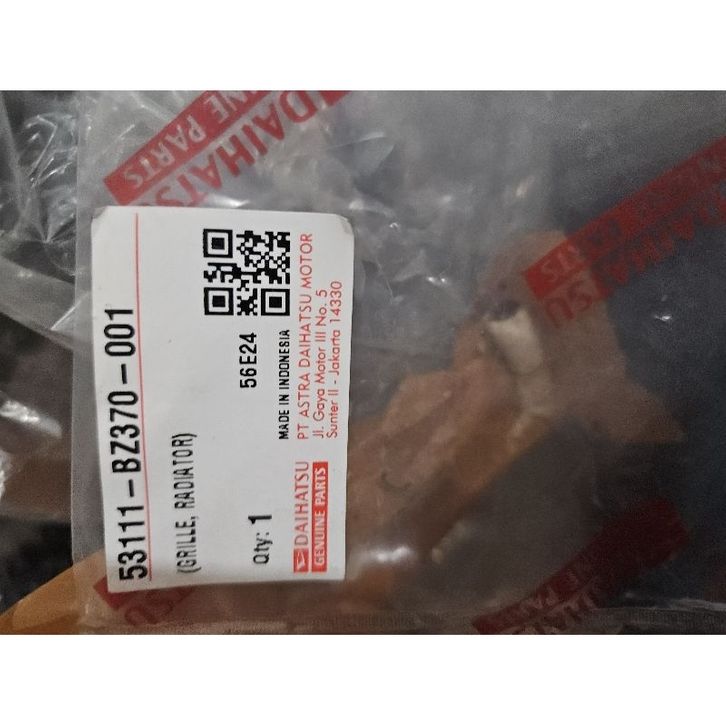 53111-BZ370-001
(GRILLE, RADIATOR)
56E24
Qty: 1
MADE IN INDONESIA
DAIHATSU
GENUINE PARTS
PT ASTRA DAIHATSU MOTOR
Jl. Gaya Motor III No. 5
Sunter II - Jakarta 14330
DAIHATSU
INE PARTS
DAIHATSU